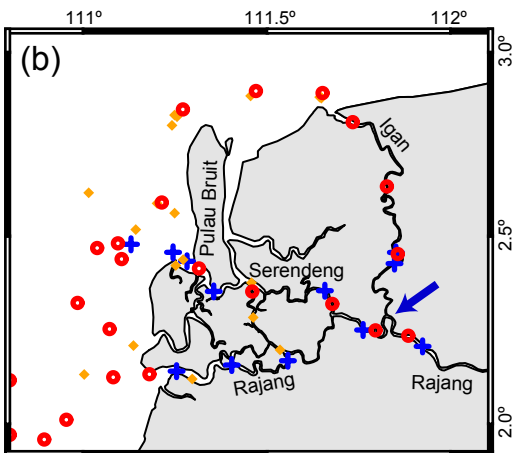 111° 111.5° 112°
(b)
3.0°
Igan
Pulau Bruit
2.5°
Serendeng
Rajang
Rajang
2.0°